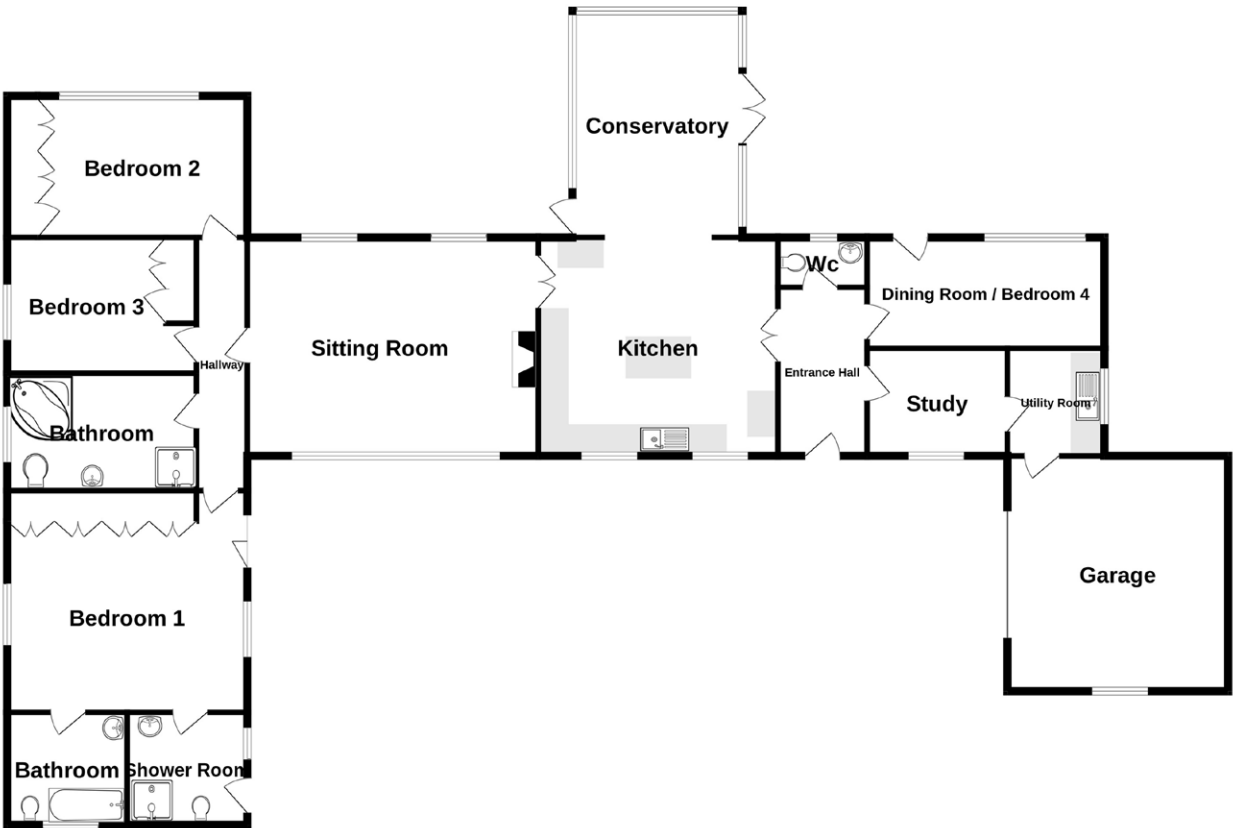 Conservatory
Bedroom 2
Wc
Dining Room / Bedroom 4
Bedroom 3
Sitting Room
Kitchen
Hallway
Entrance Hall
Study
Utility Room /
Bathroom
Garage
Bedroom 1
Bathroom
Shower Room